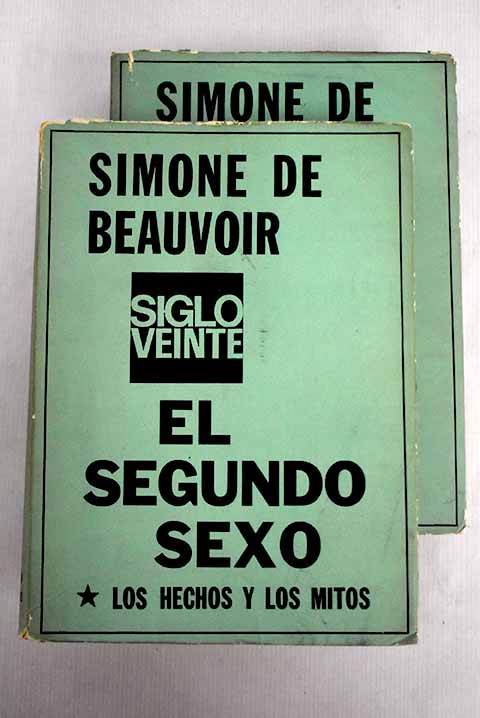 SIMONE DE
SIMONE DE
BEAUVOIR
SIGLO
VEINTE
EL
SEGUNDO
SEXO
★ LOS HECHOS Y LOS MITOS